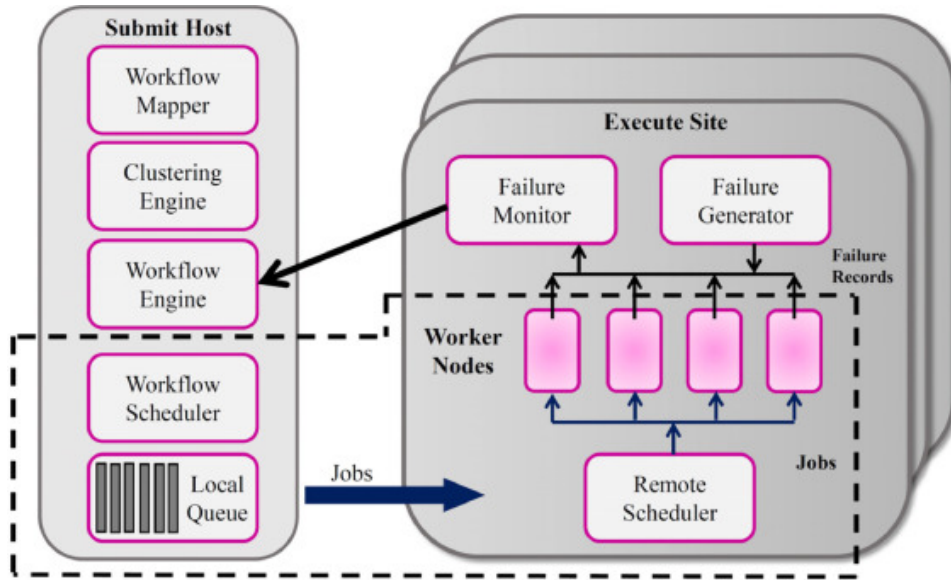 Submit Host
Workflow
Mapper
Clustering
Engine
Workflow
Engine
Workflow
Scheduler
Local
Queue
Jobs
Execute Site
Failure
Monitor
Failure
Generator
Failure
Records
Worker
Nodes
Jobs
Remote
Scheduler